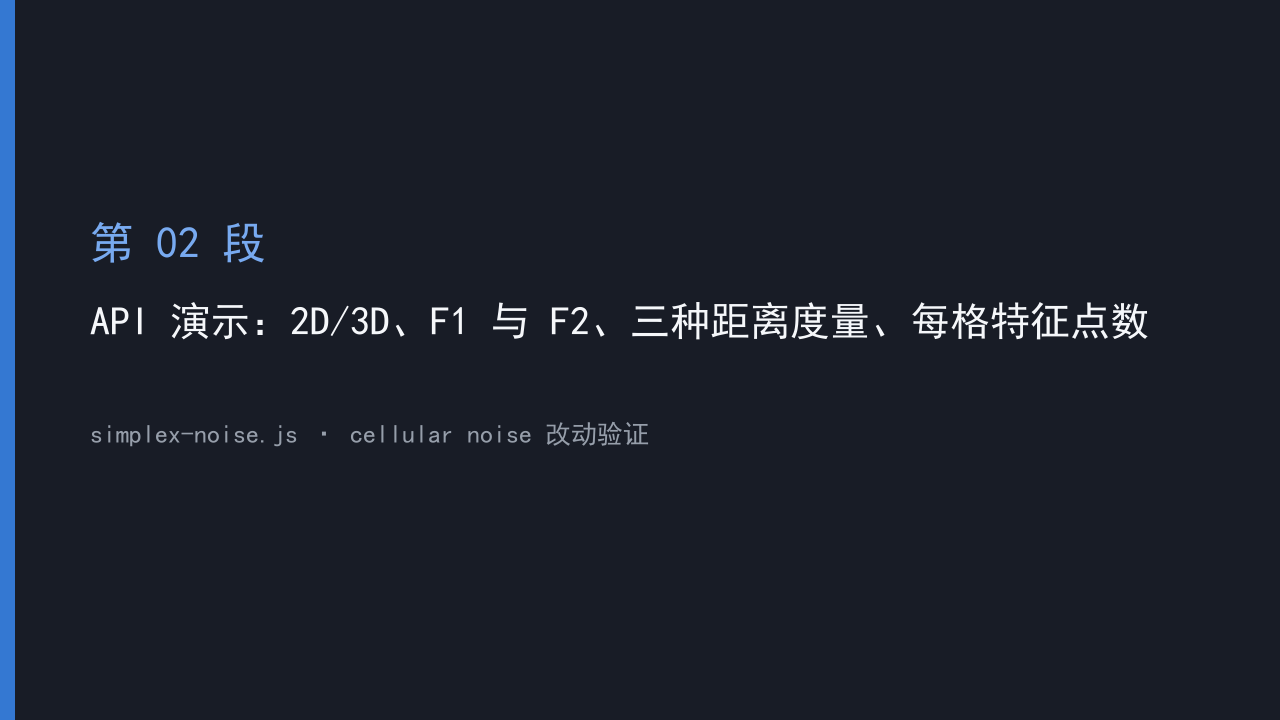 第 02 段
API 演示：2D/3D、F1 与 F2、三种距离度量、每格特征点数
simplex-noise.js · cellular noise 改动验证